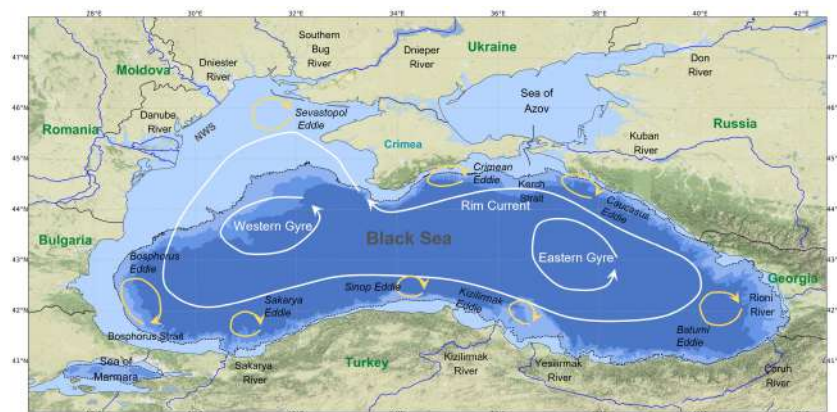 28°E
30°E
32°E
34°E
36°E
38°E
40°E
42°E
Southern
Bug
River
Dnieper
River
Ukraine
Dniester
River
Don
River
Moldova
46°N
Sevastopol
Eddie
Sea of
Azov
Danube
River
NWS
Romania
Crimea
Kuban
River
Russia
45°N
Crimean
Eddie
Kerch
Strait
Caucasus
Eddie
44°N
Rim Current
Western Gyre
Black Sea
43°N
Bulgaria
Bosphorus
Eddie
Eastern Gyre
Georgia
42°N
Sakarya
Eddie
Sinop Eddie
Kizilirmak
Eddie
Rioni
River
Batumi
Eddie
Bosphorus Strait
41°N
Sea of
Marmara
Sakarya
River
Turkey
Kizilirmak
River
Yesilirmak
River
Çoruh
River